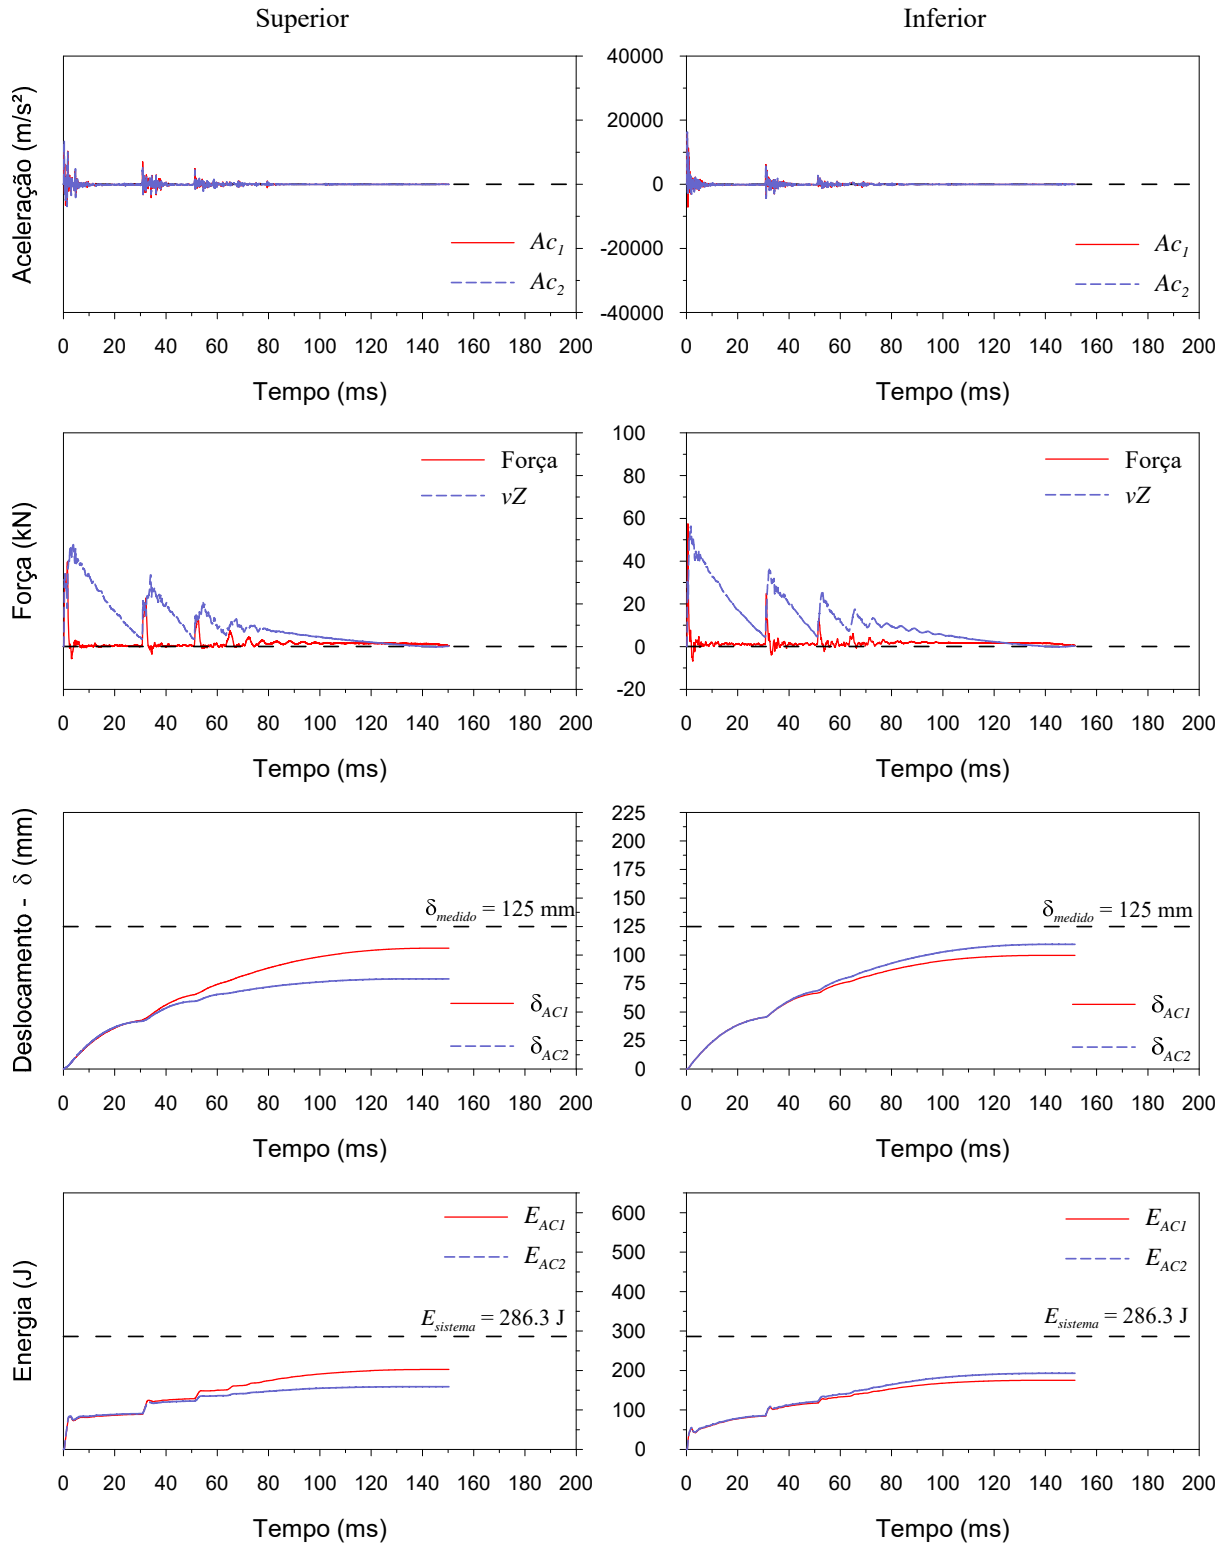 Superior
Inferior
Aceleração (m/s²)
40000
20000
0
-20000
-40000
Ac1
Ac2
Ac1
Ac2
0 20 40 60 80 100 120 140 160 180 200
0 20 40 60 80 100 120 140 160 180 200
Tempo (ms)
Tempo (ms)
Força (kN)
100
80
60
40
20
0
-20
Força
vZ
Força
vZ
0 20 40 60 80 100 120 140 160 180 200
0 20 40 60 80 100 120 140 160 180 200
Tempo (ms)
Tempo (ms)
Deslocamento - δ (mm)
225
200
175
150
125
100
75
50
25
0
δmedido = 125 mm
δmedido = 125 mm
δAC1
δAC2
δAC1
δAC2
0 20 40 60 80 100 120 140 160 180 200
0 20 40 60 80 100 120 140 160 180 200
Tempo (ms)
Tempo (ms)
Energia (J)
600
500
400
300
200
100
0
EAC1
EAC2
EAC1
EAC2
Esistema = 286.3 J
Esistema = 286.3 J
0 20 40 60 80 100 120 140 160 180 200
0 20 40 60 80 100 120 140 160 180 200
Tempo (ms)
Tempo (ms)